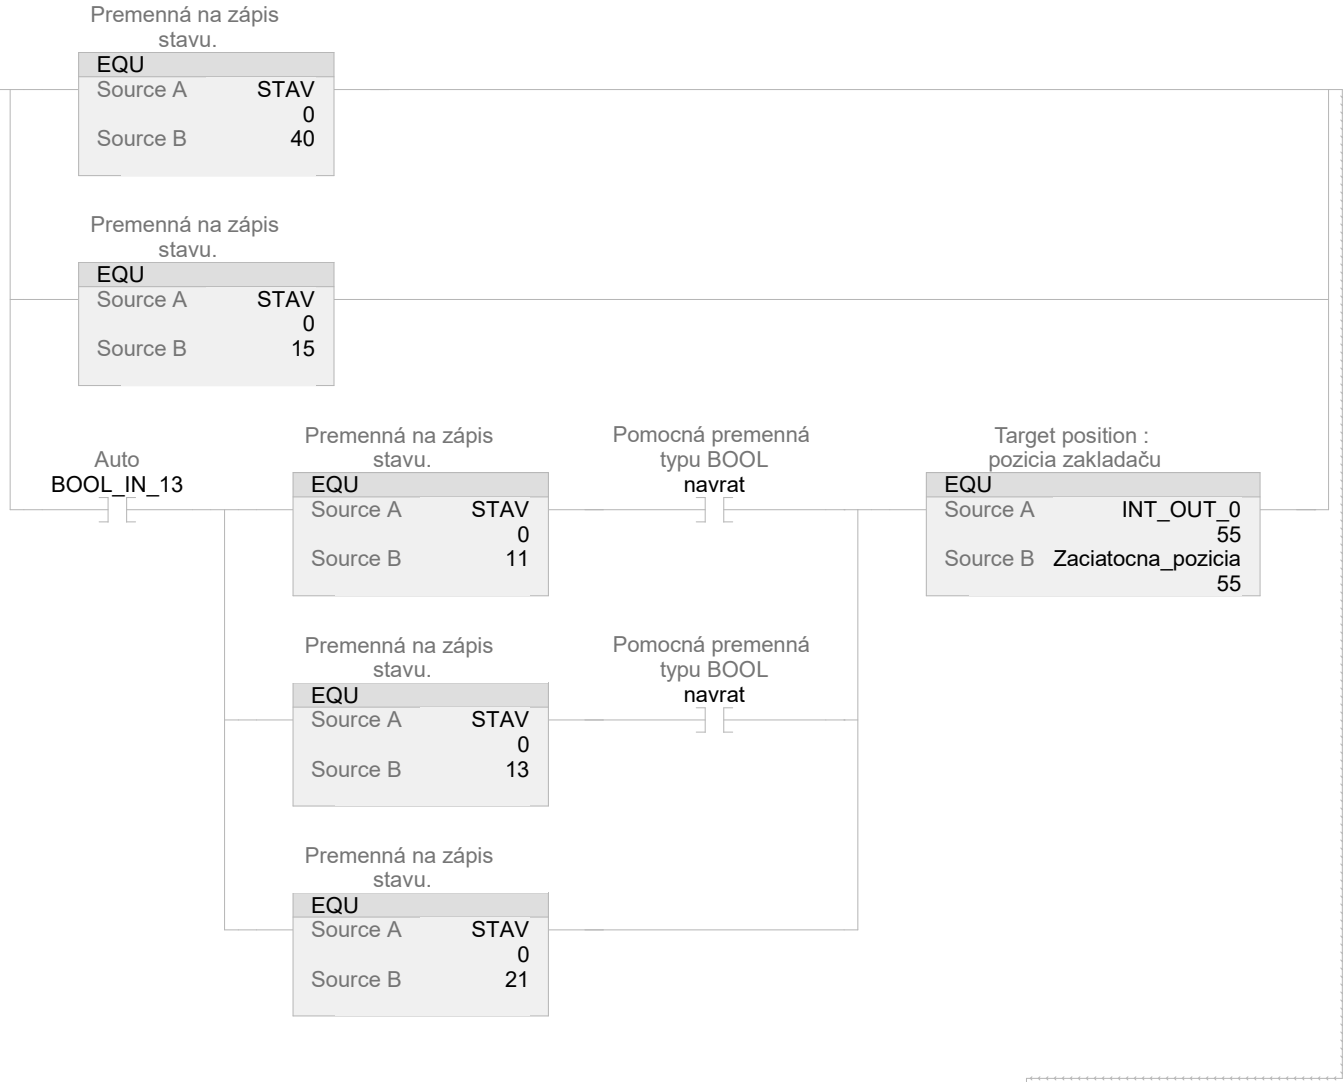 Premenná na zápis
stavu.
EQU
Source A STAV
0
Source B 40
Premenná na zápis
stavu.
EQU
Source A STAV
0
Source B 15
Auto
BOOL_IN_13
Premenná na zápis
stavu.
EQU
Source A STAV
0
Source B 11
Pomocná premenná
typu BOOL
navrat
Target position :
pozicia zakladaču
EQU
Source A INT_OUT_0
55
Source B Zaciatocna_pozicia
55
Premenná na zápis
stavu.
EQU
Source A STAV
0
Source B 13
Pomocná premenná
typu BOOL
navrat
Premenná na zápis
stavu.
EQU
Source A STAV
0
Source B 21